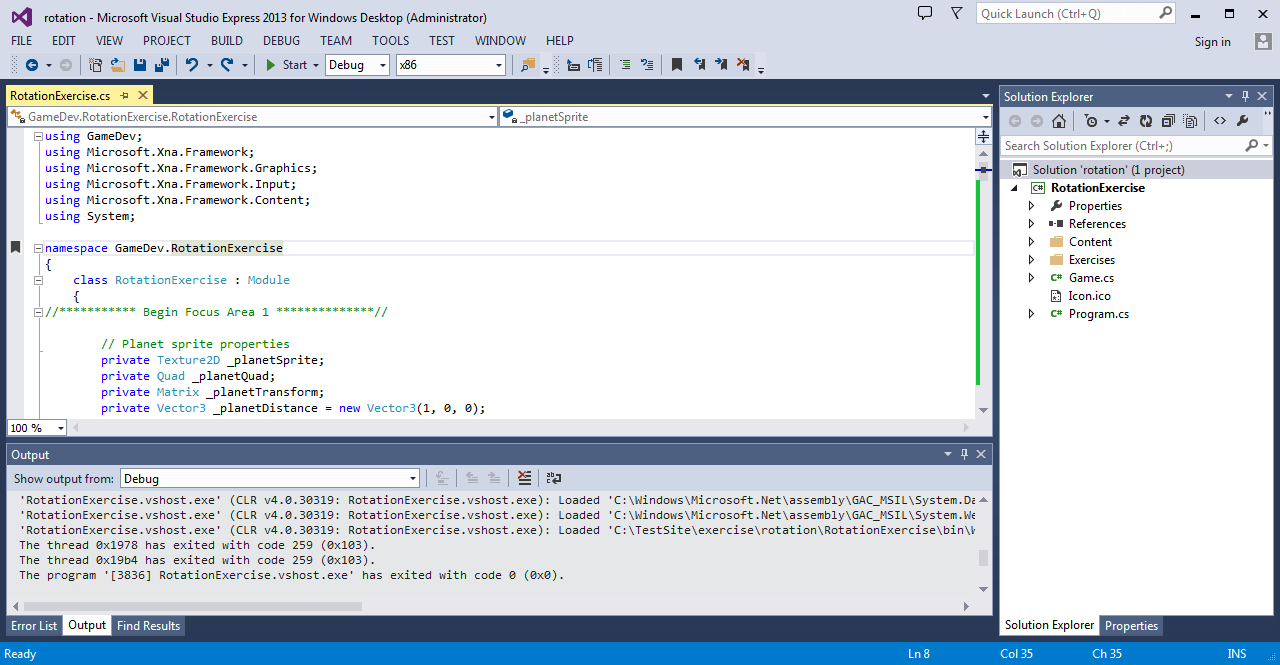 rotation - Microsoft Visual Studio Express 2013 for Windows Desktop (Administrator)
Quick Launch (Ctrl+Q)
FILE EDIT VIEW PROJECT BUILD DEBUG TEAM TOOLS TEST WINDOW HELP
Sign in
Start
Debug
x86
RotationExercise.cs
GameDev.RotationExercise.RotationExercise
_planetSprite
using GameDev;
using Microsoft.Xna.Framework;
using Microsoft.Xna.Framework.Graphics;
using Microsoft.Xna.Framework.Input;
using Microsoft.Xna.Framework.Content;
using System;
namespace GameDev.RotationExercise
{
class RotationExercise : Module
{
//*********** Begin Focus Area 1 **************//
// Planet sprite properties
private Texture2D _planetSprite;
private Quad _planetQuad;
private Matrix _planetTransform;
private Vector3 _planetDistance = new Vector3(1, 0, 0);
100 %
Output
Show output from: Debug
'RotationExercise.vshost.exe' (CLR v4.0.30319: RotationExercise.vshost.exe): Loaded 'C:\Windows\Microsoft.Net\assembly\GAC_MSIL\System.Da
'RotationExercise.vshost.exe' (CLR v4.0.30319: RotationExercise.vshost.exe): Loaded 'C:\Windows\Microsoft.Net\assembly\GAC_MSIL\System.We
'RotationExercise.vshost.exe' (CLR v4.0.30319: RotationExercise.vshost.exe): Loaded 'C:\TestSite\exercise\rotation\RotationExercise\bin\
The thread 0x1978 has exited with code 259 (0x103).
The thread 0x19b4 has exited with code 259 (0x103).
The program '[3836] RotationExercise.vshost.exe' has exited with code 0 (0x0).
Error List Output Find Results
Solution Explorer
Search Solution Explorer (Ctrl+;)
Solution 'rotation' (1 project)
C# RotationExercise
Properties
References
Content
Exercises
C# Game.cs
Icon.ico
C# Program.cs
Solution Explorer Properties
Ready
Ln 8
Col 35
Ch 35
INS